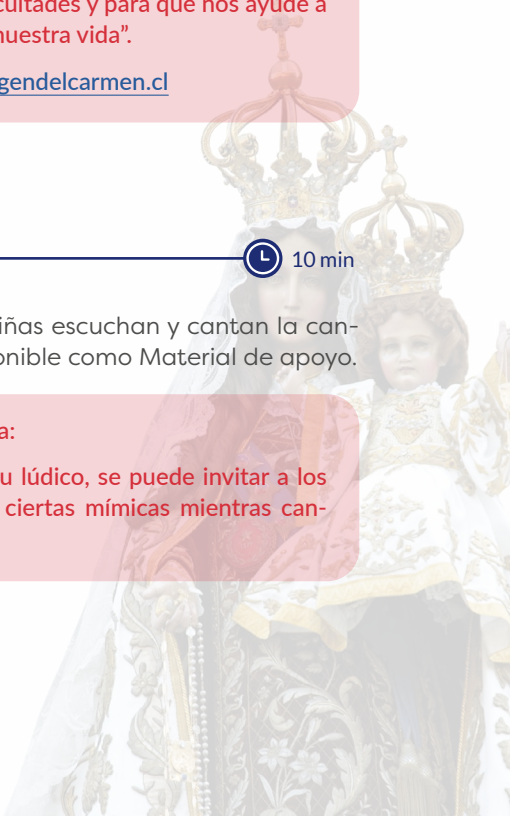 cultades y para que nos ayude a
nuestra vida”.
gendelcarmen.cl
10 min
iñas escuchan y cantan la can-
onible como Material de apoyo.
a:
u lúdico, se puede invitar a los
ciertas mímicas mientras can-